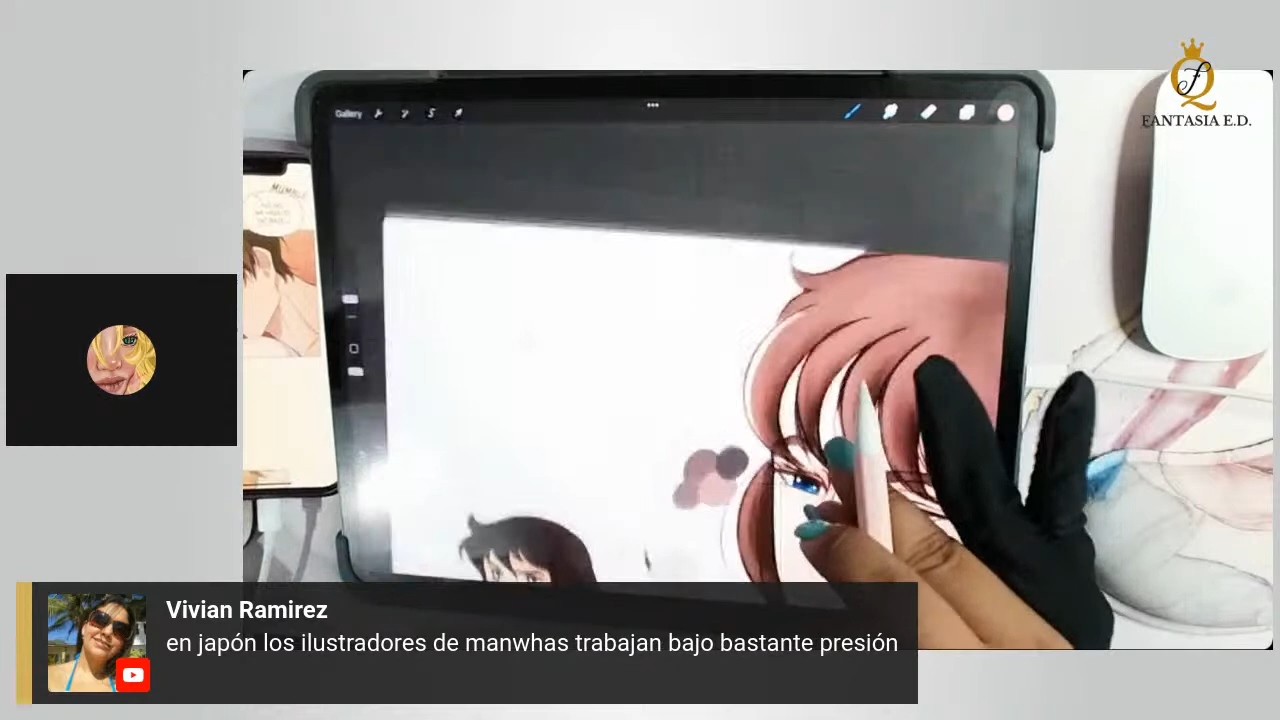 FANTASIA E.D.
Gallery
Vivian Ramirez
en japón los ilustradores de manwhas trabajan bajo bastante presión